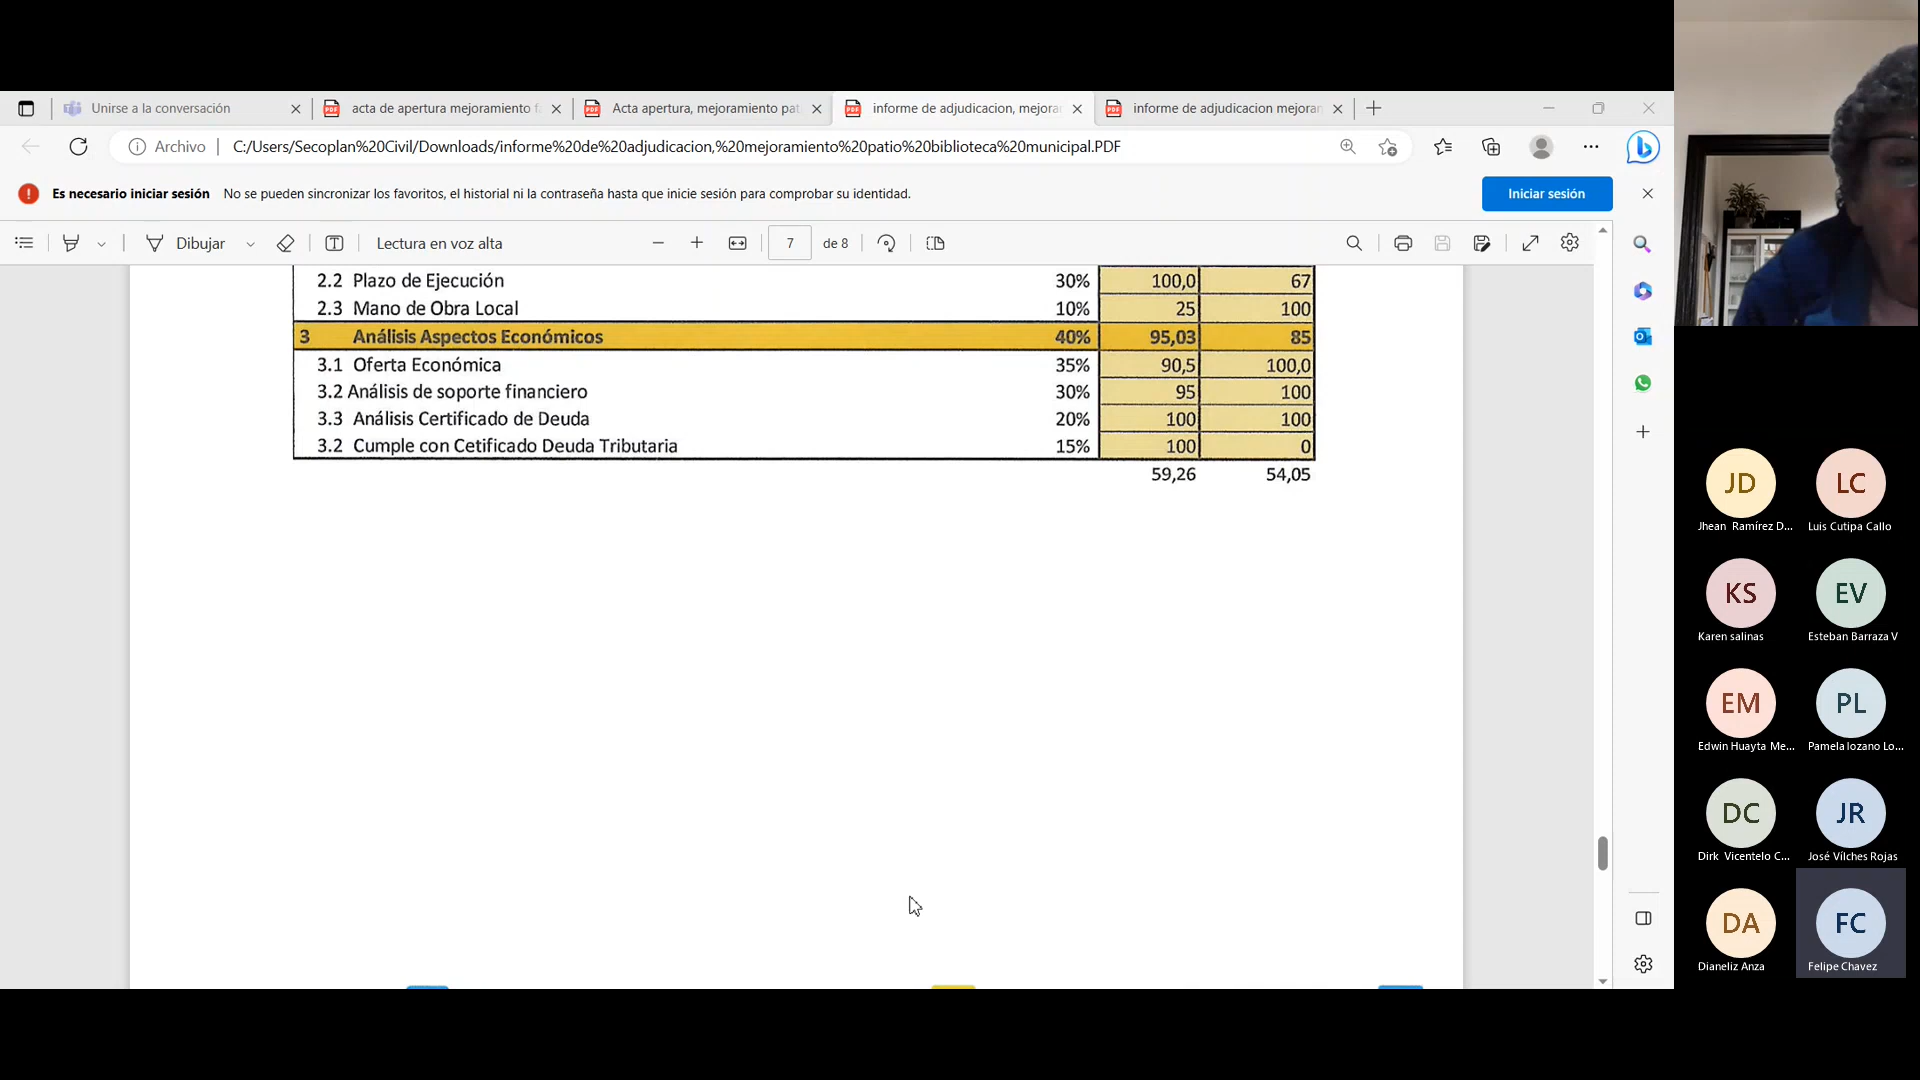 Unirse a la conversación
acta de apertura mejoramiento f
Acta apertura, mejoramiento pat
informe de adjudicacion, mejorar
informe de adjudicacion mejoran
Archivo
C:/Users/Secoplan%20Civil/Downloads/informe%20de%20adjudicacion,%20mejoramiento%20patio%20biblioteca%20municipal.PDF
Es necesario iniciar sesión No se pueden sincronizar los favoritos, el historial ni la contraseña hasta que inicie sesión para comprobar su identidad.
Iniciar sesión
Dibujar
Lectura en voz alta
7 de 8
2.2 Plazo de Ejecución 30% 100,0 67
2.3 Mano de Obra Local 10% 25 100
3 Análisis Aspectos Económicos 40% 95,03 85
3.1 Oferta Económica 35% 90,5 100,0
3.2 Análisis de soporte financiero 30% 95 100
3.3 Análisis Certificado de Deuda 20% 100 100
3.2 Cumple con Cetificado Deuda Tributaria 15% 100 0
59,26 54,05
JD LC
Jhean Ramírez D... Luis Cutipa Callo
KS EV
Karen salinas Esteban Barraza V
EM PL
Edwin Huayta Me... Pamela lozano Lo...
DC JR
Dirk Vicentelo C... José Vílches Rojas
DA FC
Dianeliz Anza Felipe Chavez